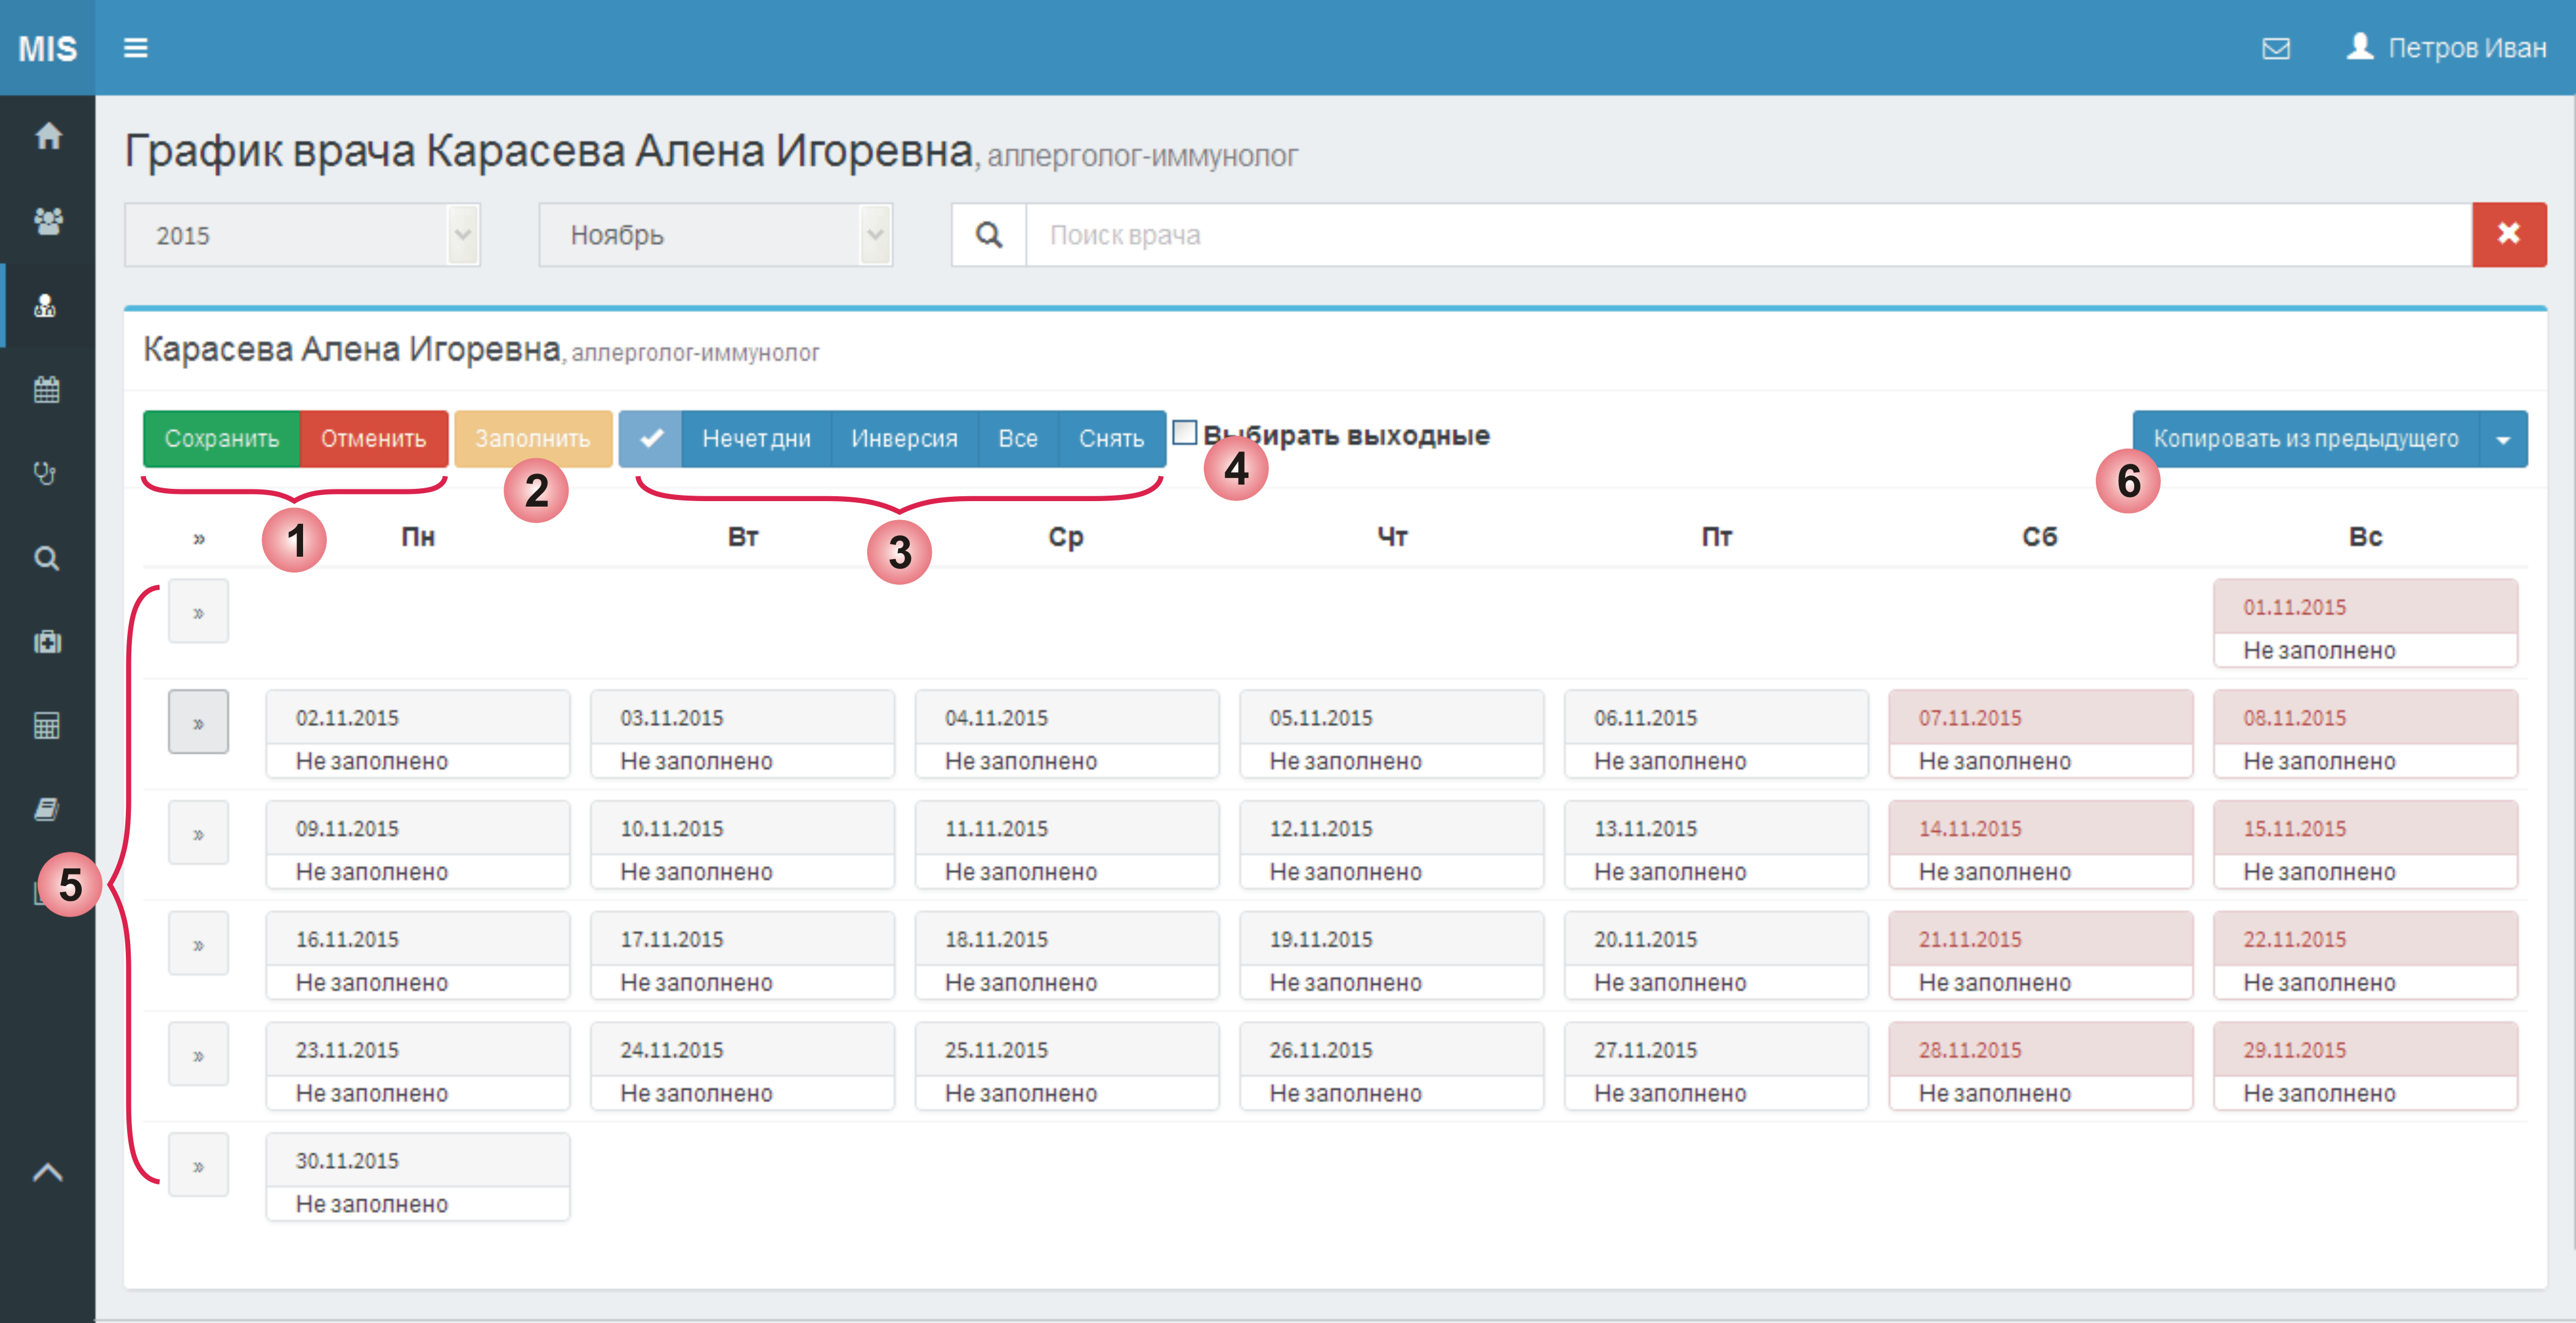 MIS Петров Иван
График врача Карасева Алена Игоревна, аллерголог-иммунолог
2015 Ноябрь Поиск врача
Карасева Алена Игоревна, аллерголог-иммунолог
Сохранить Отменить Заполнить Нечет дни Инверсия Все Снять Выбирать выходные Копировать из предыдущего
1 2 3 4 6
» Пн Вт Ср Чт Пт Сб Вс
» 01.11.2015
Не заполнено
» 02.11.2015 03.11.2015 04.11.2015 05.11.2015 06.11.2015 07.11.2015 08.11.2015
Не заполнено Не заполнено Не заполнено Не заполнено Не заполнено Не заполнено Не заполнено
» 09.11.2015 10.11.2015 11.11.2015 12.11.2015 13.11.2015 14.11.2015 15.11.2015
Не заполнено Не заполнено Не заполнено Не заполнено Не заполнено Не заполнено Не заполнено
5
» 16.11.2015 17.11.2015 18.11.2015 19.11.2015 20.11.2015 21.11.2015 22.11.2015
Не заполнено Не заполнено Не заполнено Не заполнено Не заполнено Не заполнено Не заполнено
» 23.11.2015 24.11.2015 25.11.2015 26.11.2015 27.11.2015 28.11.2015 29.11.2015
Не заполнено Не заполнено Не заполнено Не заполнено Не заполнено Не заполнено Не заполнено
» 30.11.2015
Не заполнено